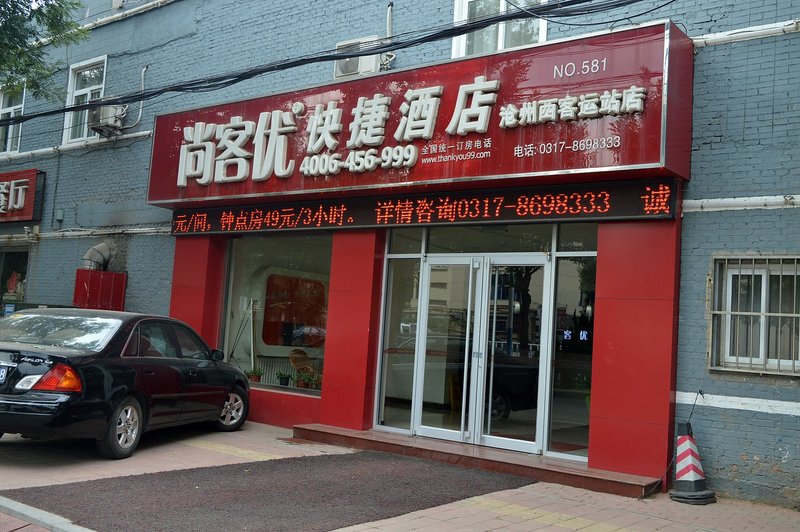 NO.581
尚客优®快捷酒店
沧州西客运站店
4006-456-999
全国统一订房电话
www.thankyou99.com
电话: 0317-8698333
元/间, 钟点房49元/3小时。 详情咨询0317-8698333 诚
厅
客优